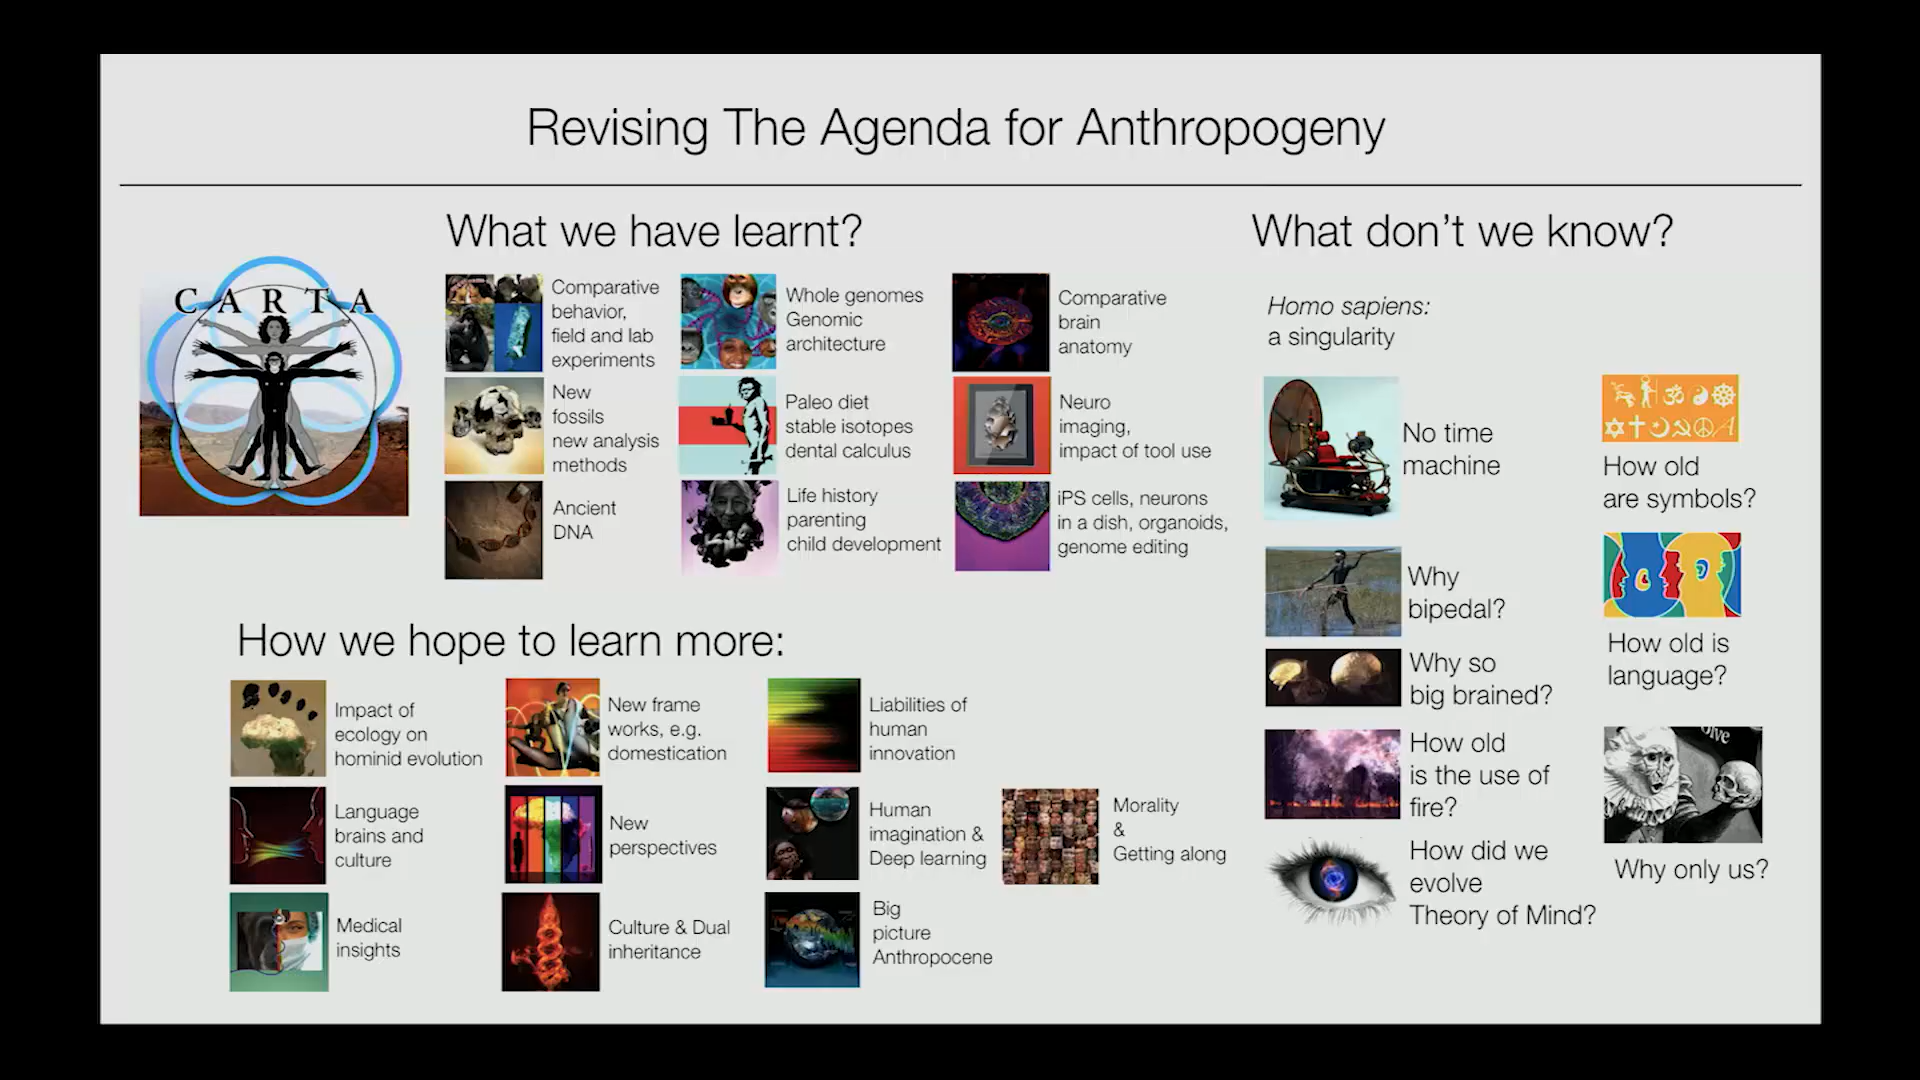 Revising The Agenda for Anthropogeny
CARTA
What we have learnt?
Comparative
behavior,
field and lab
experiments
New
fossils
new analysis
methods
Ancient
DNA
Whole genomes
Genomic
architecture
Paleo diet
stable isotopes
dental calculus
Life history
parenting
child development
Comparative
brain
anatomy
Neuro
imaging,
impact of tool use
iPS cells, neurons
in a dish, organoids,
genome editing
How we hope to learn more:
Impact of
ecology on
hominid evolution
Language
brains and
culture
Medical
insights
New frame
works, e.g.
domestication
New
perspectives
Culture & Dual
inheritance
Liabilities of
human
innovation
Human
imagination &
Deep learning
Big
picture
Anthropocene
Morality
&
Getting along
What don't we know?
Homo sapiens:
a singularity
No time
machine
Why
bipedal?
Why so
big brained?
How old
is the use of
fire?
How did we
evolve
Theory of Mind?
How old
are symbols?
How old is
language?
Why only us?